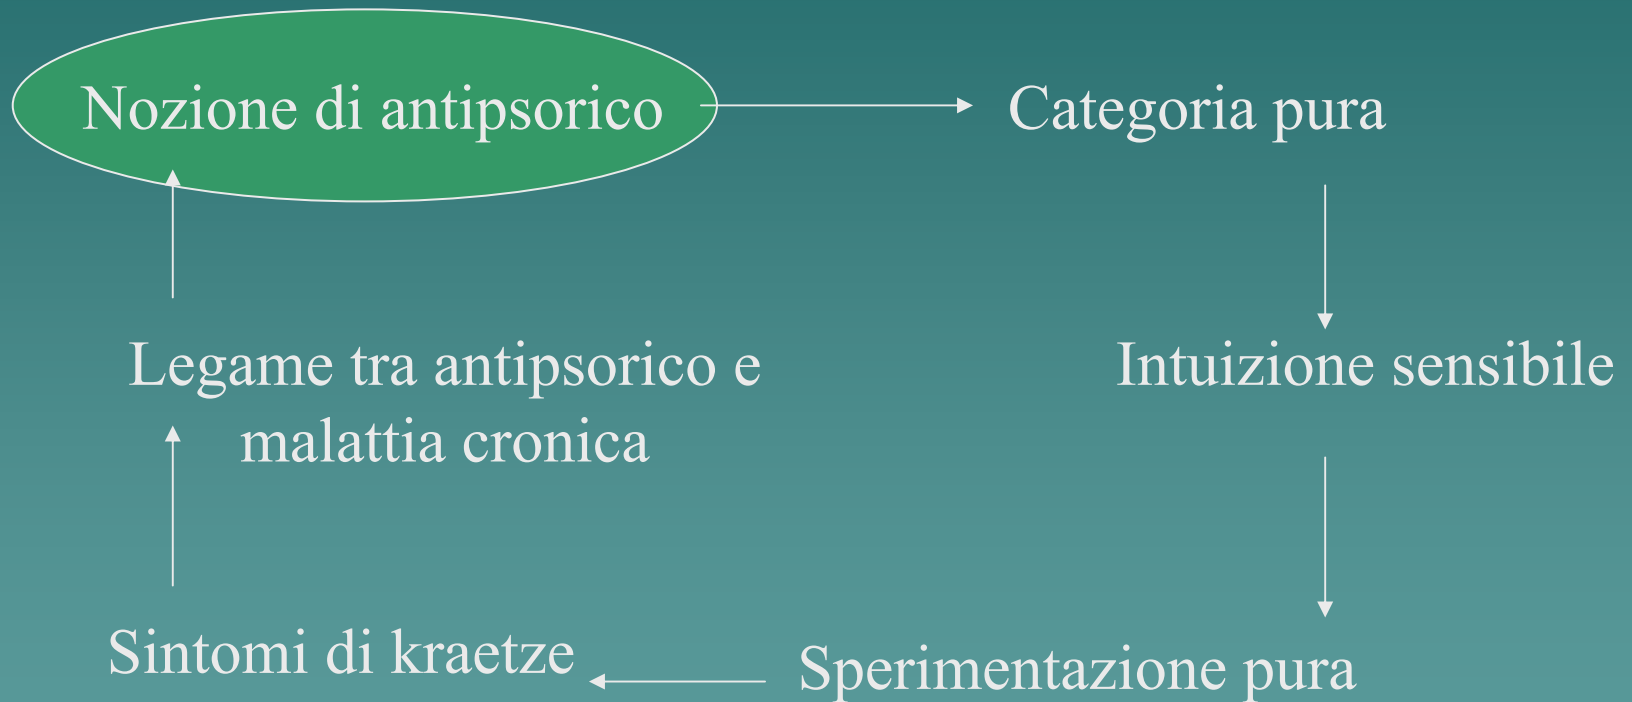 Nozione di antipsorico
Categoria pura
Legame tra antipsorico e
malattia cronica
Intuizione sensibile
Sintomi di kraetze
Sperimentazione pura